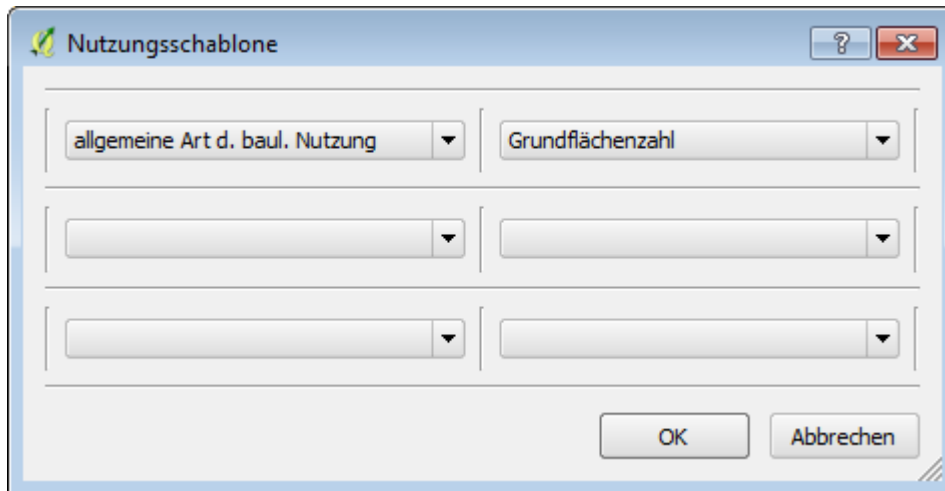 Nutzungsschablone
allgemeine Art d. baul. Nutzung Grundflächenzahl
OK Abbrechen